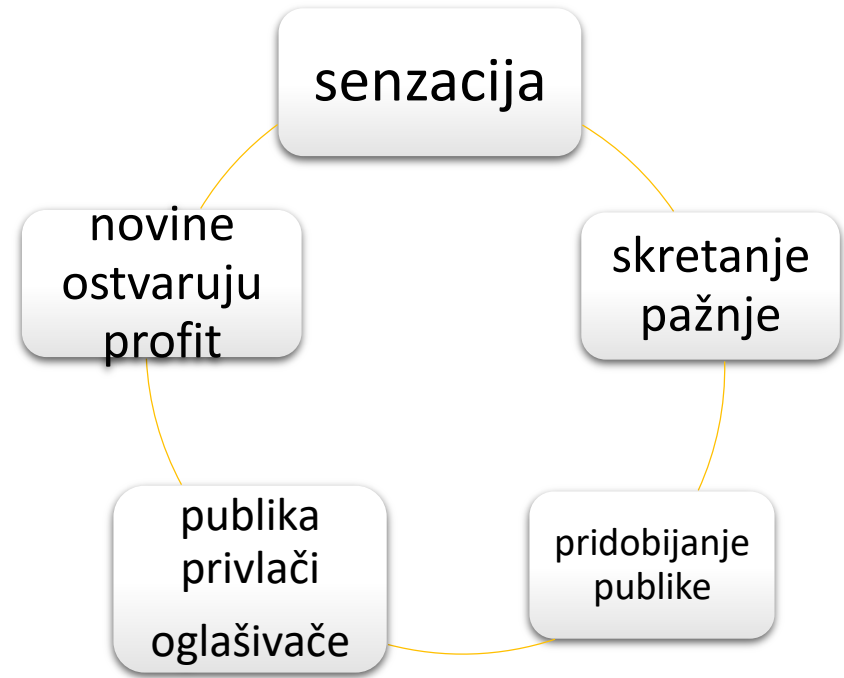 senzacija
skretanje
pažnje
pridobijanje
publike
publika
privlači
oglašivače
novine
ostvaruju
profit